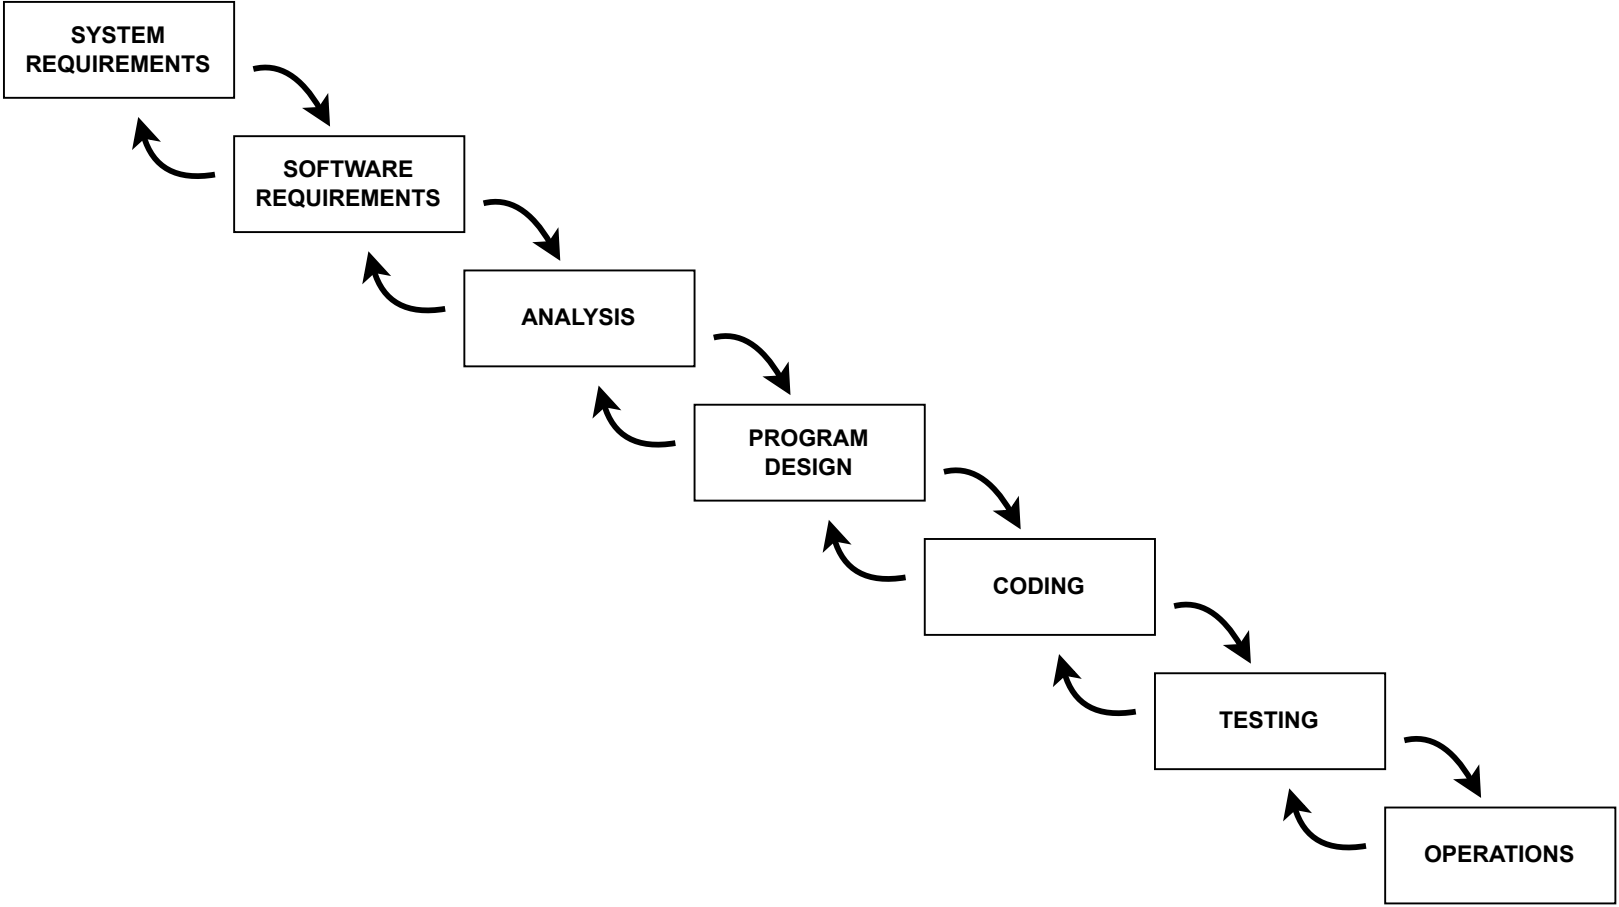 SYSTEM
REQUIREMENTS
SOFTWARE
REQUIREMENTS
ANALYSIS
PROGRAM
DESIGN
CODING
TESTING
OPERATIONS